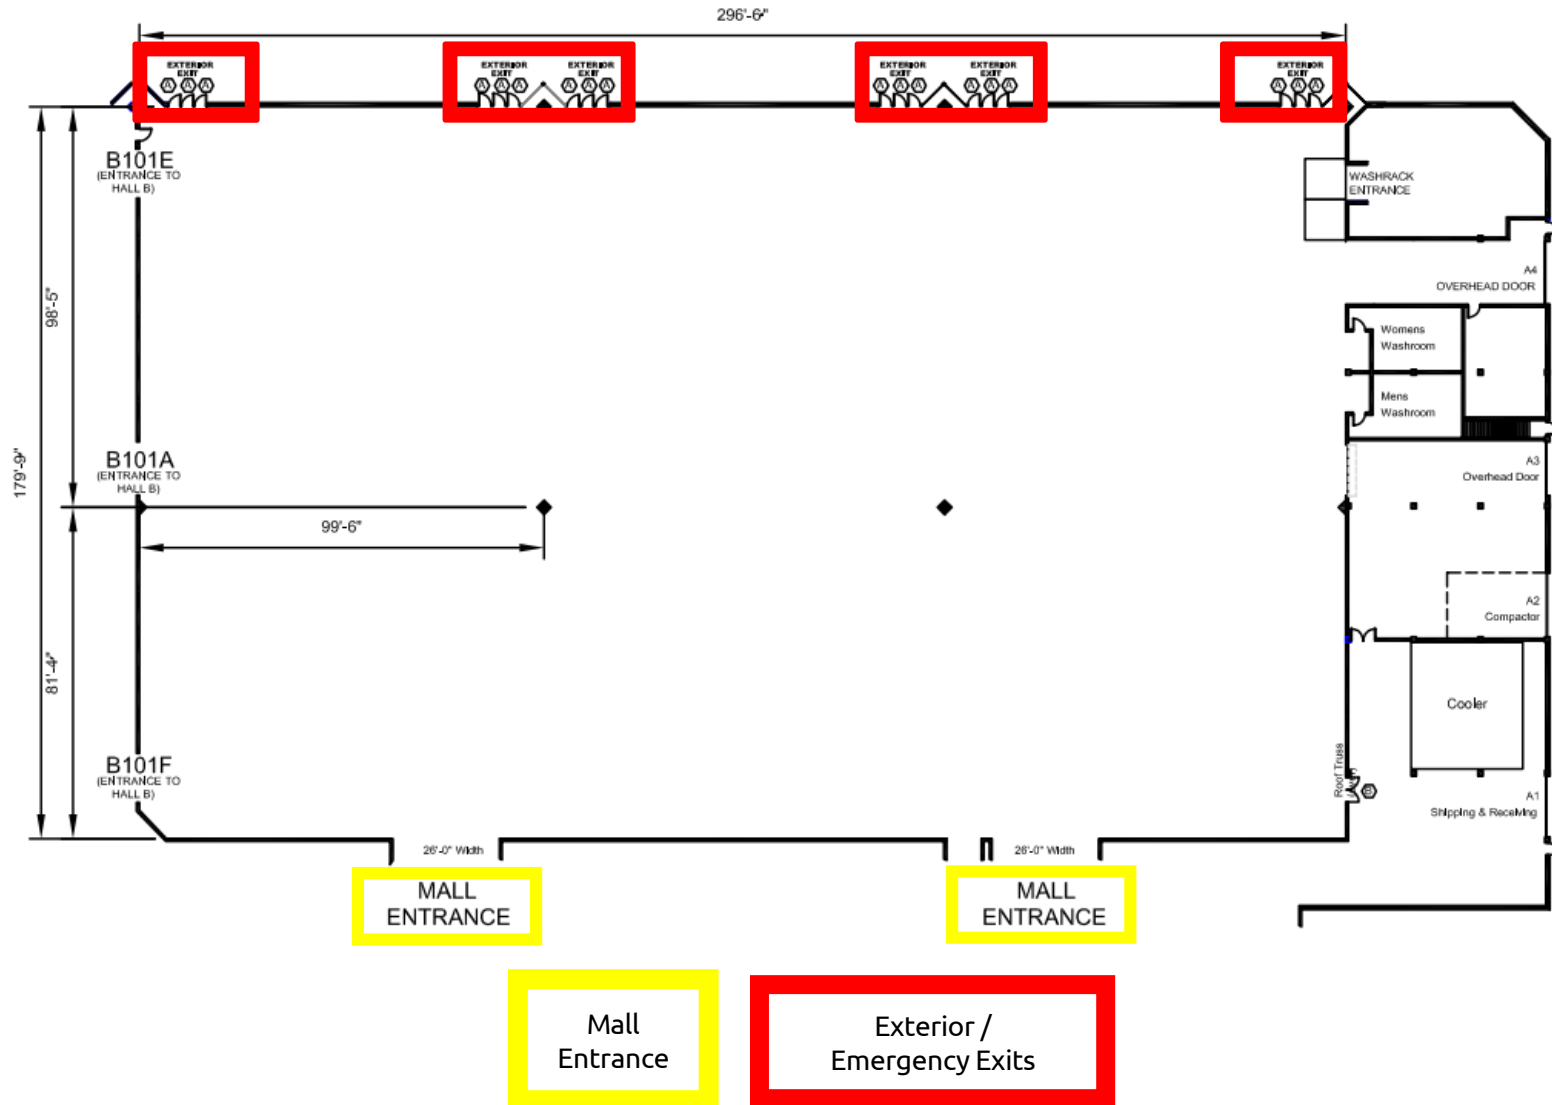 296'-6"
EXTERIOR
EXIT
A A A
EXTERIOR
EXIT
A A A
EXTERIOR
EXIT
A A A
EXTERIOR
EXIT
A A A
EXTERIOR
EXIT
A A A
EXTERIOR
EXIT
A A A
B101E
(ENTRANCE TO
HALL B)
WASHRACK
ENTRANCE
A4
OVERHEAD DOOR
98'-5"
Womens
Washroom
Mens
Washroom
B101A
(ENTRANCE TO
HALL B)
A3
Overhead Door
179'-9"
99'-6"
A2
Compactor
81'-4"
Cooler
B101F
(ENTRANCE TO
HALL B)
Roof Truss
A1
Shipping & Receiving
26'-0" Width
26'-0" Width
MALL
ENTRANCE
MALL
ENTRANCE
Mall
Entrance
Exterior /
Emergency Exits